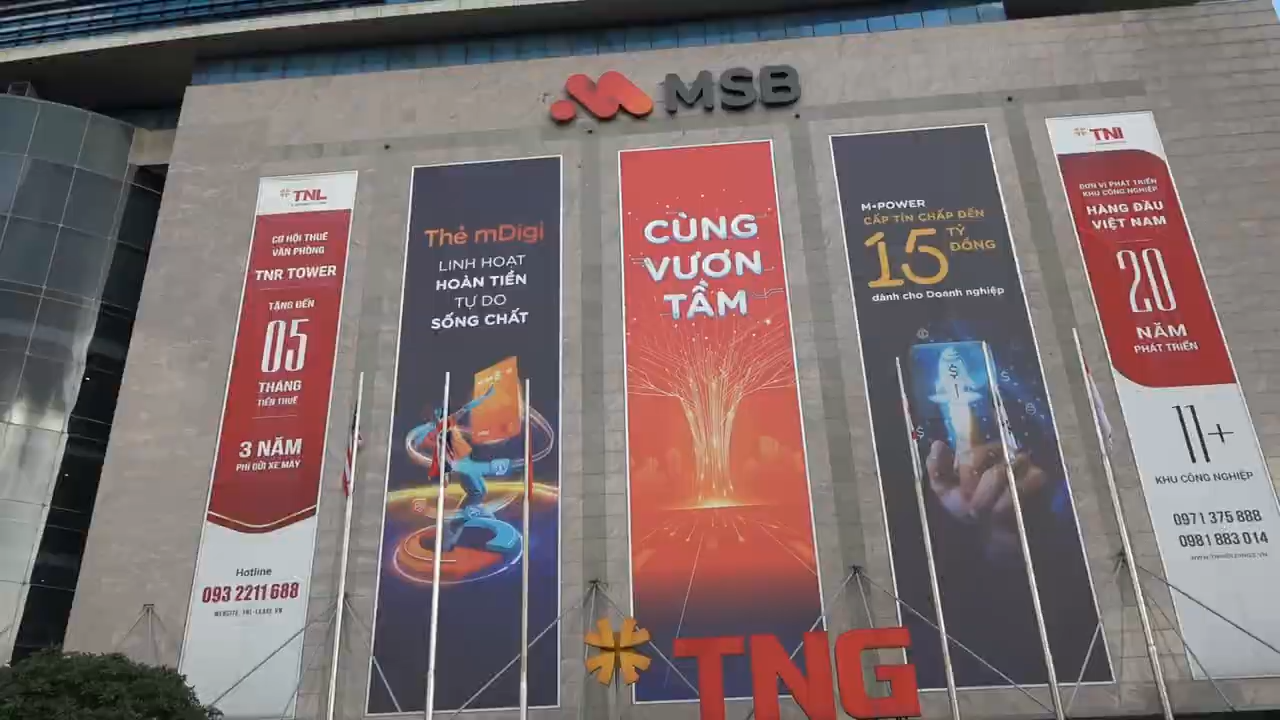 MSB
TNL
CƠ HỘI THUÊ
VĂN PHÒNG
TNR TOWER
TẶNG ĐẾN
05
THÁNG
TIỀN THUÊ
3 NĂM
PHÍ GỬI XE MÁY
Hotline
093 2211 688
Thẻ mDigi
LINH HOẠT
HOÀN TIỀN
TỰ DO
SỐNG CHẤT
CÙNG
VƯƠN
TẦM
M-POWER
CẤP TÍN CHẤP ĐẾN
15 TỶ
ĐỒNG
dành cho Doanh nghiệp
TNI
ĐƠN VỊ PHÁT TRIỂN
KHU CÔNG NGHIỆP
HÀNG ĐẦU
VIỆT NAM
20
NĂM
PHÁT TRIỂN
11+
KHU CÔNG NGHIỆP
0971 375 888
0981 883 014
TNG